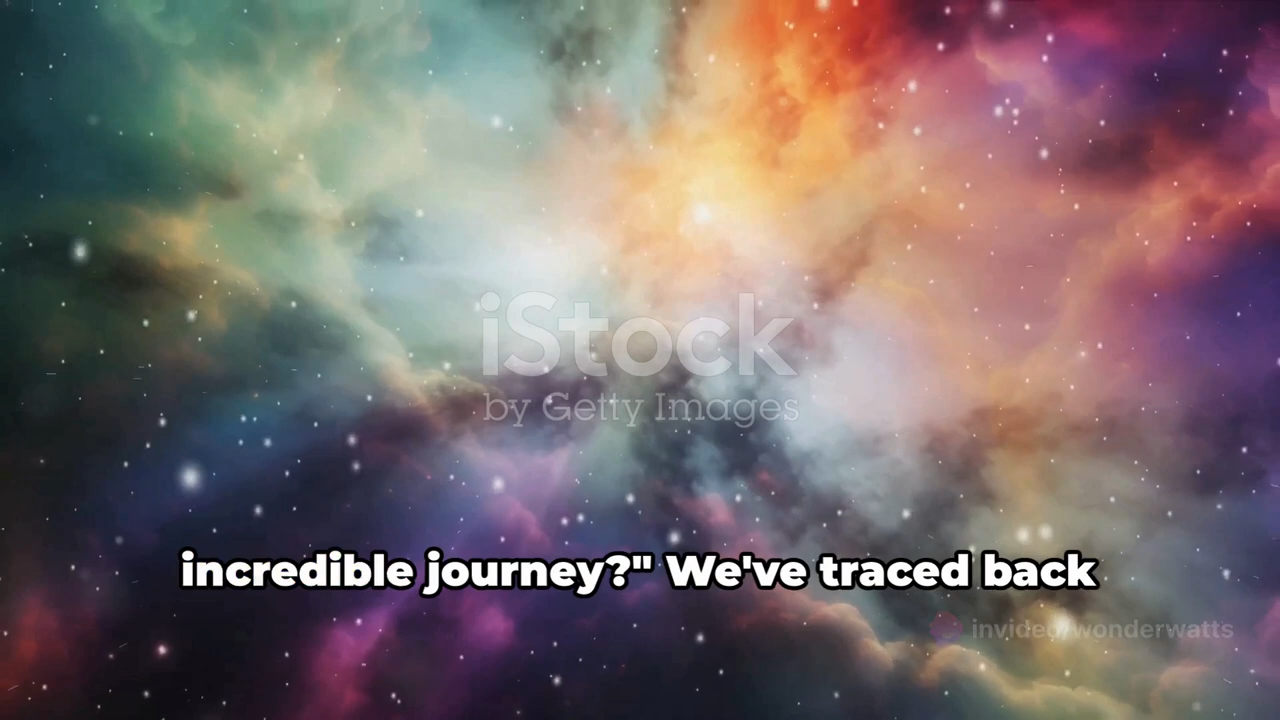 iStock
by Getty Images
incredible journey?" We've traced back
invideo/wonderwatts